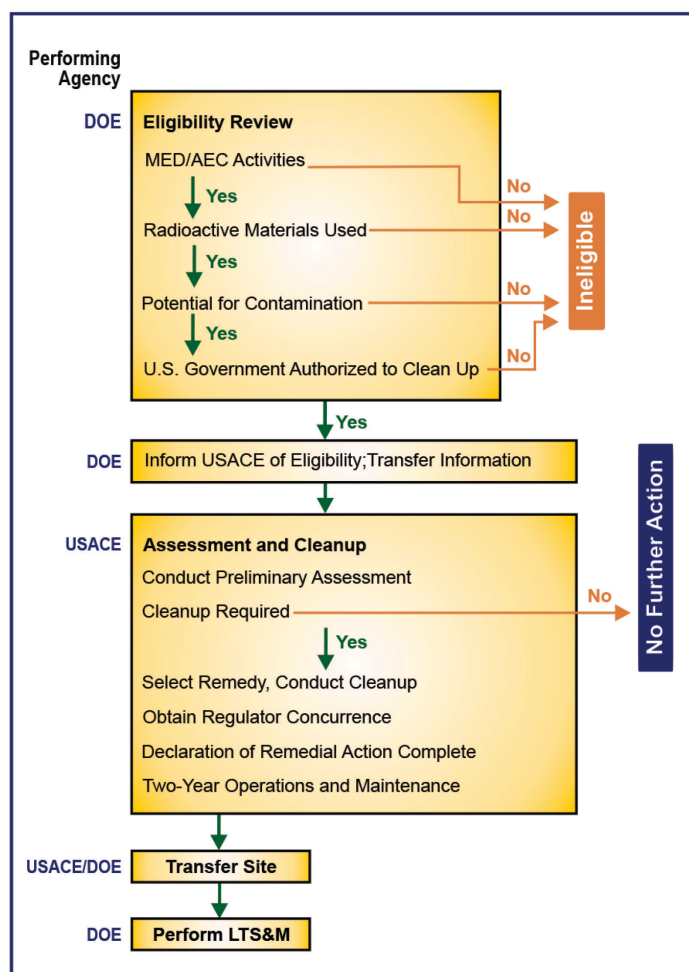 Performing
Agency
DOE
Eligibility Review
MED/AEC Activities
No
Yes
No
Radioactive Materials Used
Yes
No
Potential for Contamination
Yes
No
U.S. Government Authorized to Clean Up
Ineligible
Yes
DOE
Inform USACE of Eligibility;Transfer Information
USACE
Assessment and Cleanup
Conduct Preliminary Assessment
Cleanup Required
No
No Further Action
Yes
Select Remedy, Conduct Cleanup
Obtain Regulator Concurrence
Declaration of Remedial Action Complete
Two-Year Operations and Maintenance
USACE/DOE
Transfer Site
DOE
Perform LTS&M